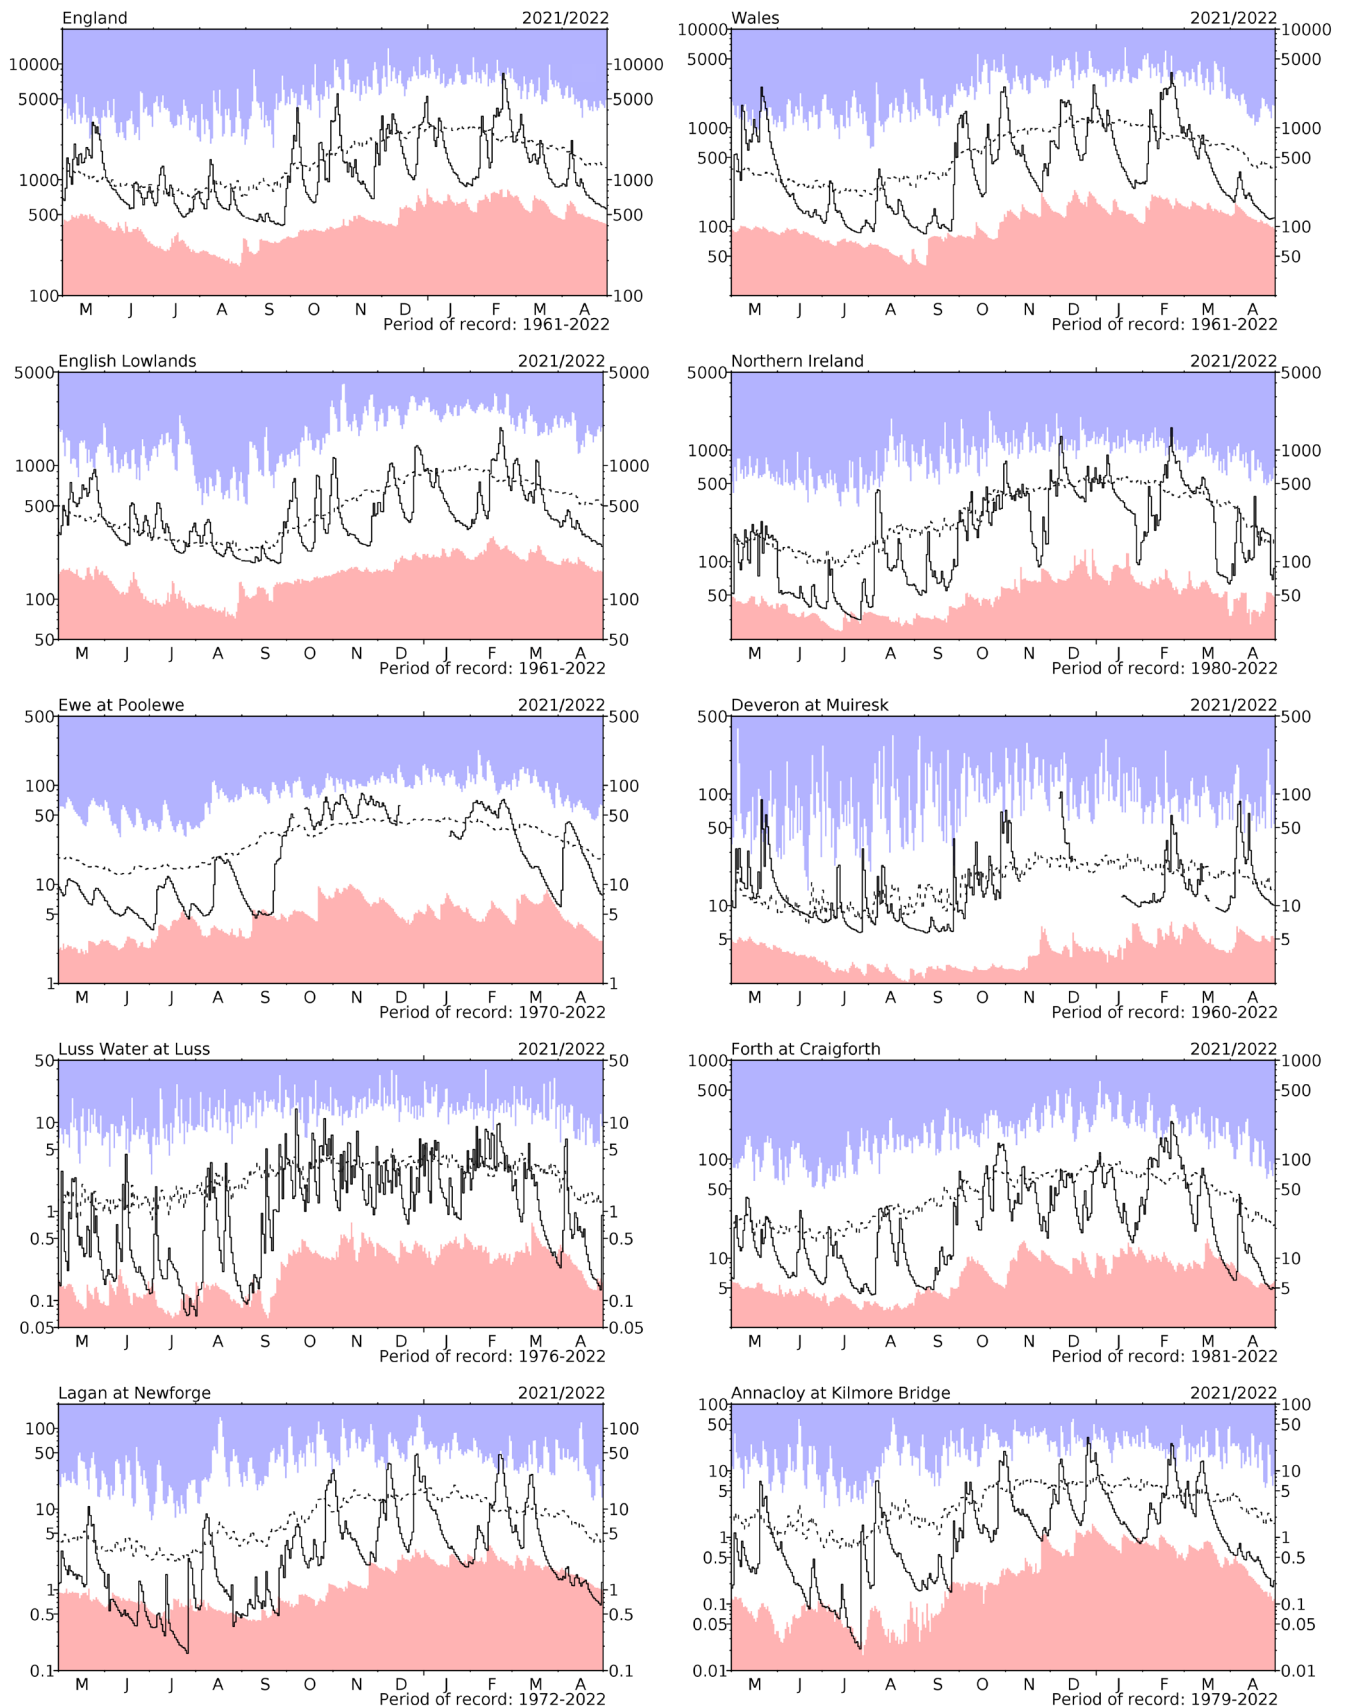 England 2021/2022
10000 10000
5000 5000
1000 1000
500 500
100 100
M J J A S O N D J F M A
Period of record: 1961-2022
Wales 2021/2022
10000 10000
5000 5000
1000 1000
500 500
100 100
50 50
M J J A S O N D J F M A
Period of record: 1961-2022
English Lowlands 2021/2022
5000 5000
1000 1000
500 500
100 100
50 50
M J J A S O N D J F M A
Period of record: 1961-2022
Northern Ireland 2021/2022
5000 5000
1000 1000
500 500
100 100
50 50
M J J A S O N D J F M A
Period of record: 1980-2022
Ewe at Poolewe 2021/2022
500 500
100 100
50 50
10 10
5 5
1 1
M J J A S O N D J F M A
Period of record: 1970-2022
Deveron at Muiresk 2021/2022
500 500
100 100
50 50
10 10
5 5
M J J A S O N D J F M A
Period of record: 1960-2022
Luss Water at Luss 2021/2022
50 50
10 10
5 5
1 1
0.5 0.5
0.1 0.1
0.05 0.05
M J J A S O N D J F M A
Period of record: 1976-2022
Forth at Craigforth 2021/2022
1000 1000
500 500
100 100
50 50
10 10
5 5
M J J A S O N D J F M A
Period of record: 1981-2022
Lagan at Newforge 2021/2022
100 100
50 50
10 10
5 5
1 1
0.5 0.5
0.1 0.1
M J J A S O N D J F M A
Period of record: 1972-2022
Annacloy at Kilmore Bridge 2021/2022
100 100
50 50
10 10
5 5
1 1
0.5 0.5
0.1 0.1
0.05 0.05
0.01 0.01
M J J A S O N D J F M A
Period of record: 1979-2022